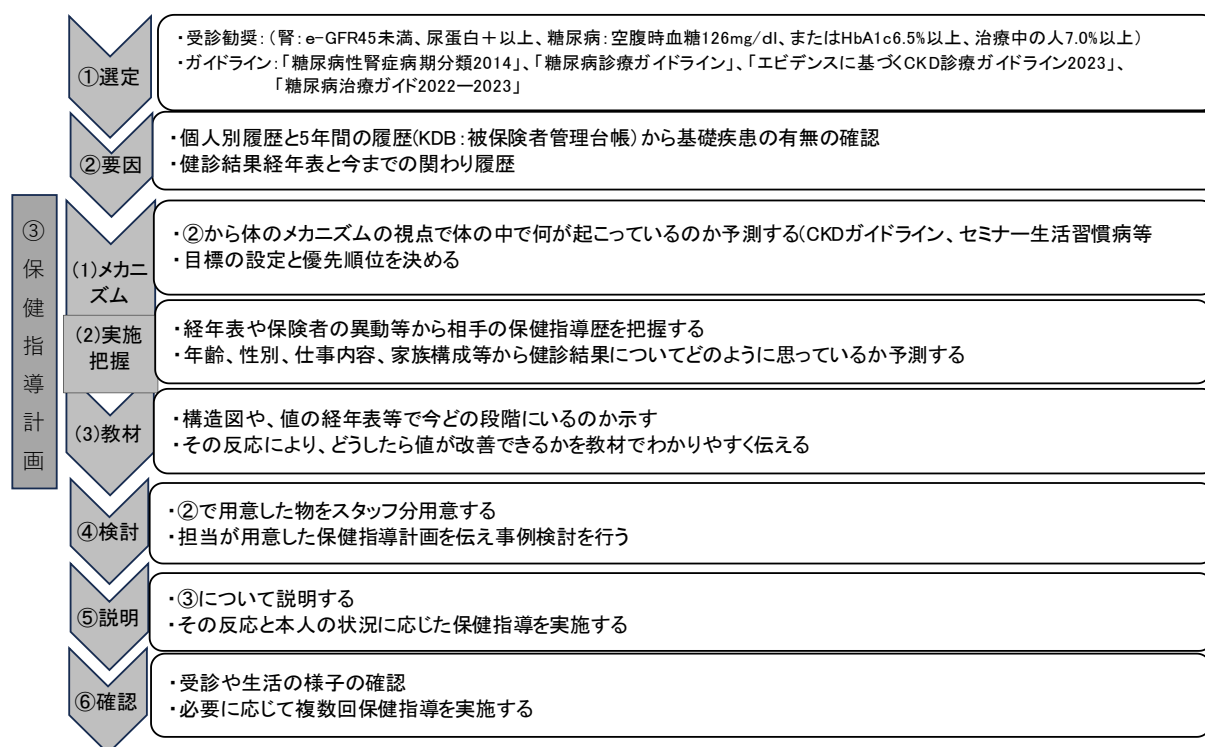 ①選定
・受診勧奨：（腎：e-GFR45未満、尿蛋白＋以上、糖尿病：空腹時血糖126mg/dl、またはHbA1c6.5%以上、治療中の人7.0%以上）
・ガイドライン：「糖尿病性腎症病期分類2014」、「糖尿病診療ガイドライン」、「エビデンスに基づくCKD診療ガイドライン2023」、
「糖尿病治療ガイド2022ー2023」
②要因
・個人別履歴と5年間の履歴(KDB：被保険者管理台帳)から基礎疾患の有無の確認
・健診結果経年表と今までの関わり履歴
③保健指導計画
(1)メカニ
ズム
・②から体のメカニズムの視点で体の中で何が起こっているのか予測する(CKDガイドライン、セミナー生活習慣病等
・目標の設定と優先順位を決める
(2)実施
把握
・経年表や保険者の異動等から相手の保健指導歴を把握する
・年齢、性別、仕事内容、家族構成等から健診結果についてどのように思っているか予測する
(3)教材
・構造図や、値の経年表等で今どの段階にいるのか示す
・その反応により、どうしたら値が改善できるかを教材でわかりやすく伝える
④検討
・②で用意した物をスタッフ分用意する
・担当が用意した保健指導計画を伝え事例検討を行う
⑤説明
・③について説明する
・その反応と本人の状況に応じた保健指導を実施する
⑥確認
・受診や生活の様子の確認
・必要に応じて複数回保健指導を実施する